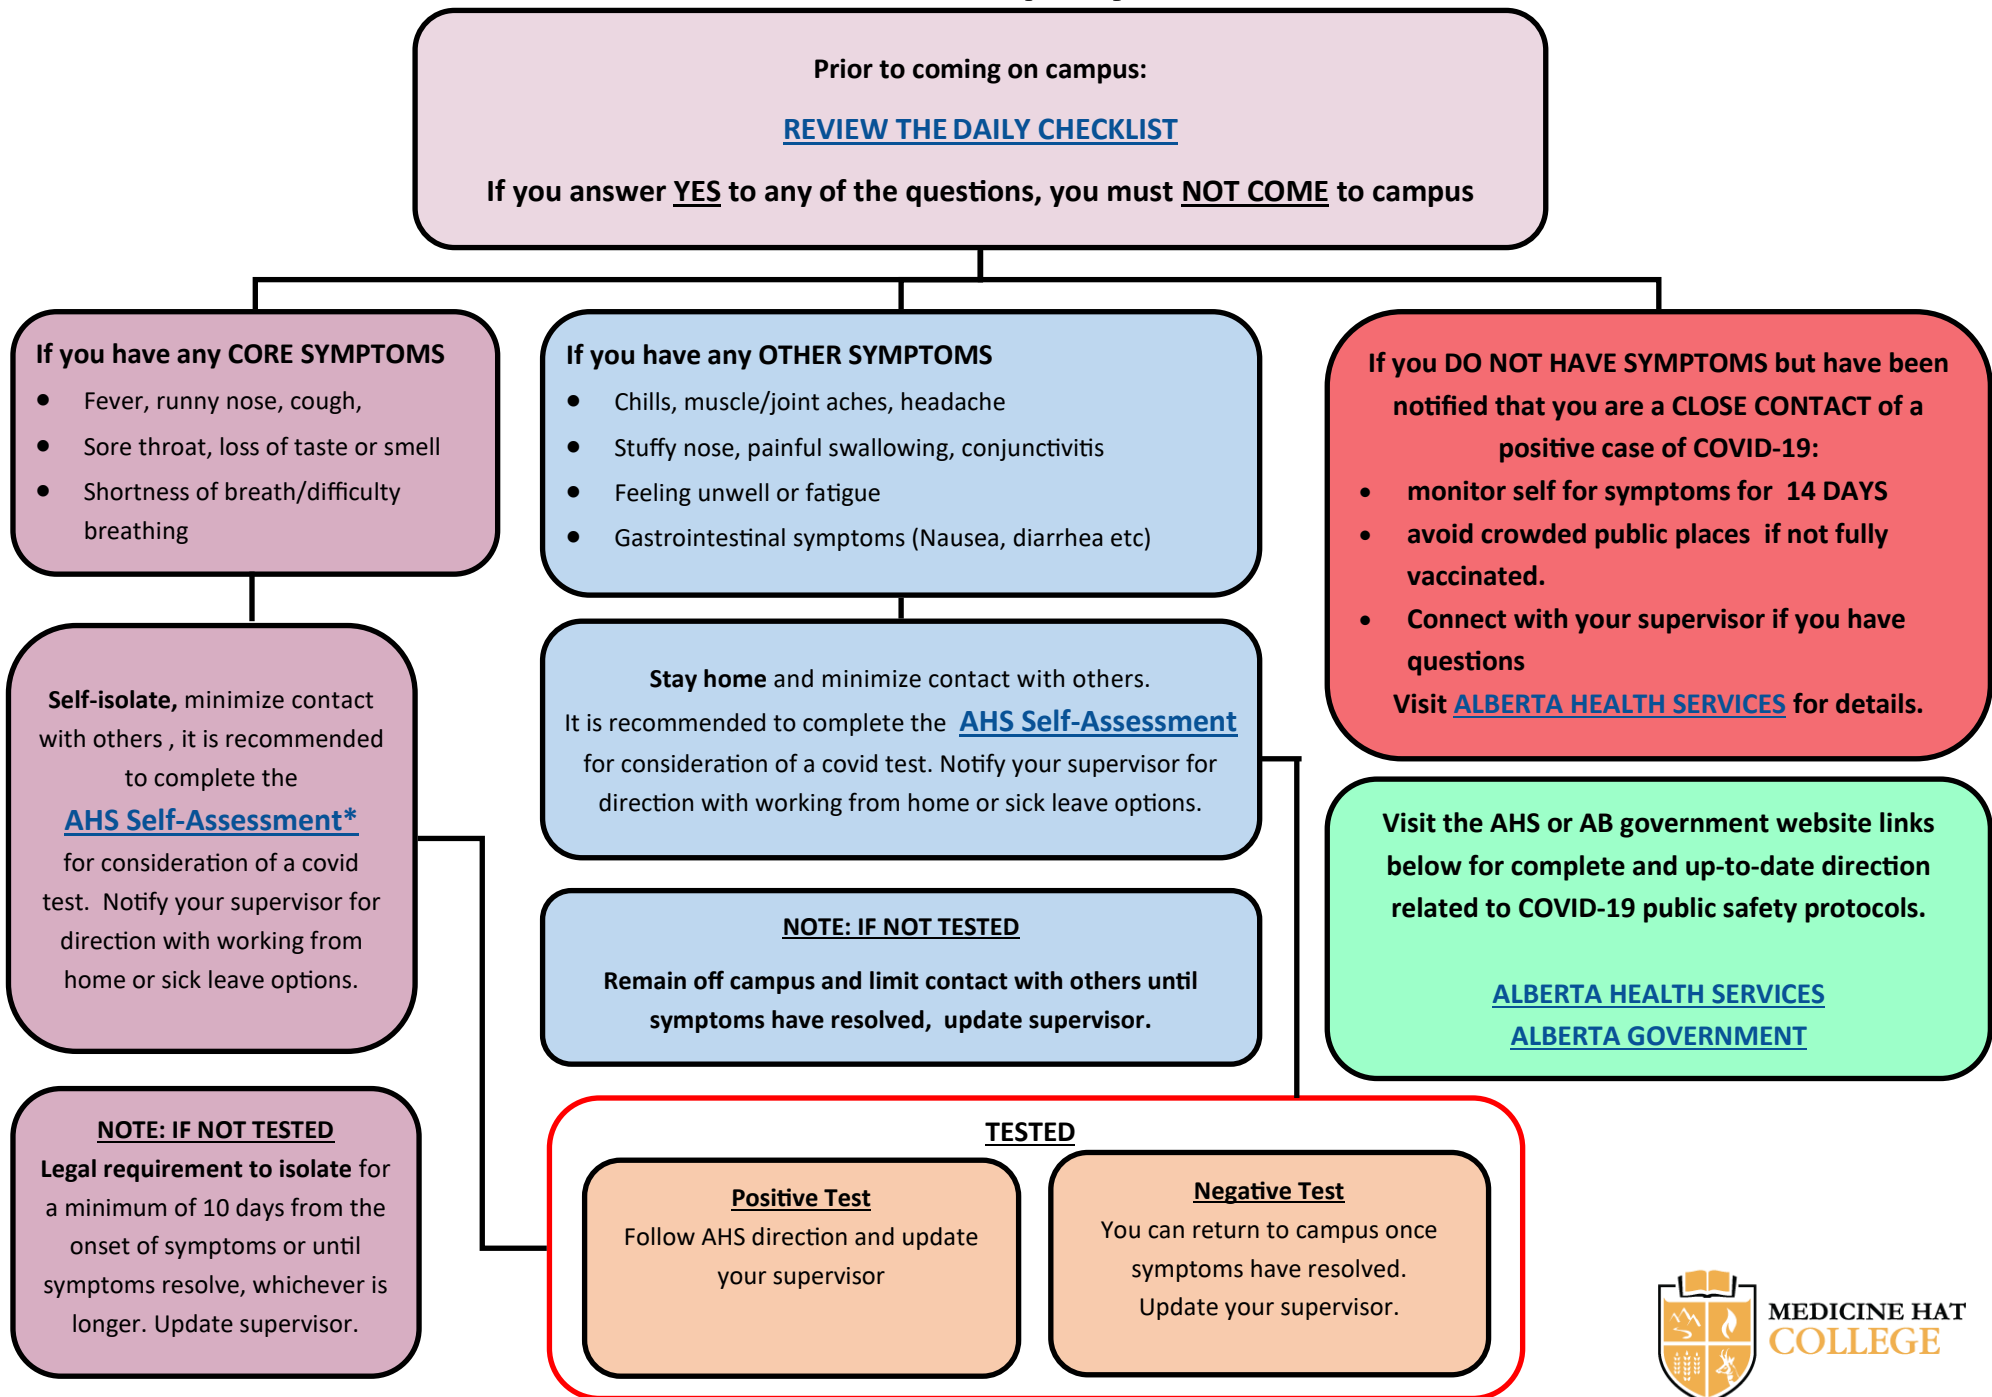 Prior to coming on campus:
REVIEW THE DAILY CHECKLIST
If you answer YES to any of the questions, you must NOT COME to campus
If you have any CORE SYMPTOMS
• Fever, runny nose, cough,
• Sore throat, loss of taste or smell
• Shortness of breath/difficulty
breathing
Self-isolate, minimize contact
with others , it is recommended
to complete the
AHS Self-Assessment*
for consideration of a covid
test. Notify your supervisor for
direction with working from
home or sick leave options.
NOTE: IF NOT TESTED
Legal requirement to isolate for
a minimum of 10 days from the
onset of symptoms or until
symptoms resolve, whichever is
longer. Update supervisor.
If you have any OTHER SYMPTOMS
• Chills, muscle/joint aches, headache
• Stuffy nose, painful swallowing, conjunctivitis
• Feeling unwell or fatigue
• Gastrointestinal symptoms (Nausea, diarrhea etc)
Stay home and minimize contact with others.
It is recommended to complete the AHS Self-Assessment
for consideration of a covid test. Notify your supervisor for
direction with working from home or sick leave options.
NOTE: IF NOT TESTED
Remain off campus and limit contact with others until
symptoms have resolved, update supervisor.
TESTED
Positive Test
Follow AHS direction and update
your supervisor
Negative Test
You can return to campus once
symptoms have resolved.
Update your supervisor.
If you DO NOT HAVE SYMPTOMS but have been
notified that you are a CLOSE CONTACT of a
positive case of COVID-19:
• monitor self for symptoms for 14 DAYS
• avoid crowded public places if not fully
vaccinated.
• Connect with your supervisor if you have
questions
Visit ALBERTA HEALTH SERVICES for details.
Visit the AHS or AB government website links
below for complete and up-to-date direction
related to COVID-19 public safety protocols.
ALBERTA HEALTH SERVICES
ALBERTA GOVERNMENT
MEDICINE HAT
COLLEGE